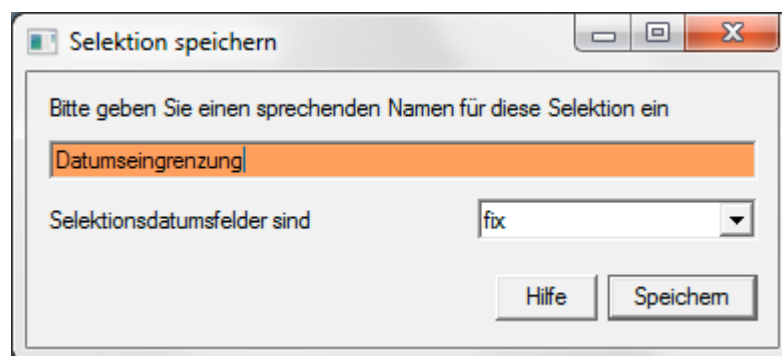 Selektion speichern
Bitte geben Sie einen sprechenden Namen für diese Selektion ein
Datumseingrenzung
Selektionsdatumsfelder sind fix
Hilfe Speichern